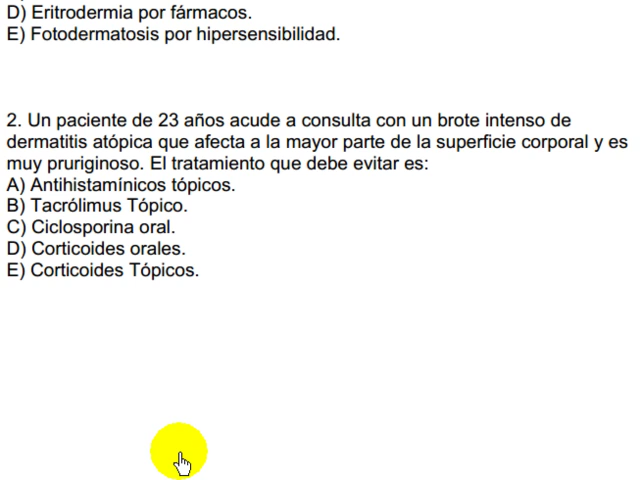 D) Eritrodermia por fármacos.
E) Fotodermatosis por hipersensibilidad.
2. Un paciente de 23 años acude a consulta con un brote intenso de
dermatitis atópica que afecta a la mayor parte de la superficie corporal y es
muy pruriginoso. El tratamiento que debe evitar es:
A) Antihistamínicos tópicos.
B) Tacrólimus Tópico.
C) Ciclosporina oral.
D) Corticoides orales.
E) Corticoides Tópicos.